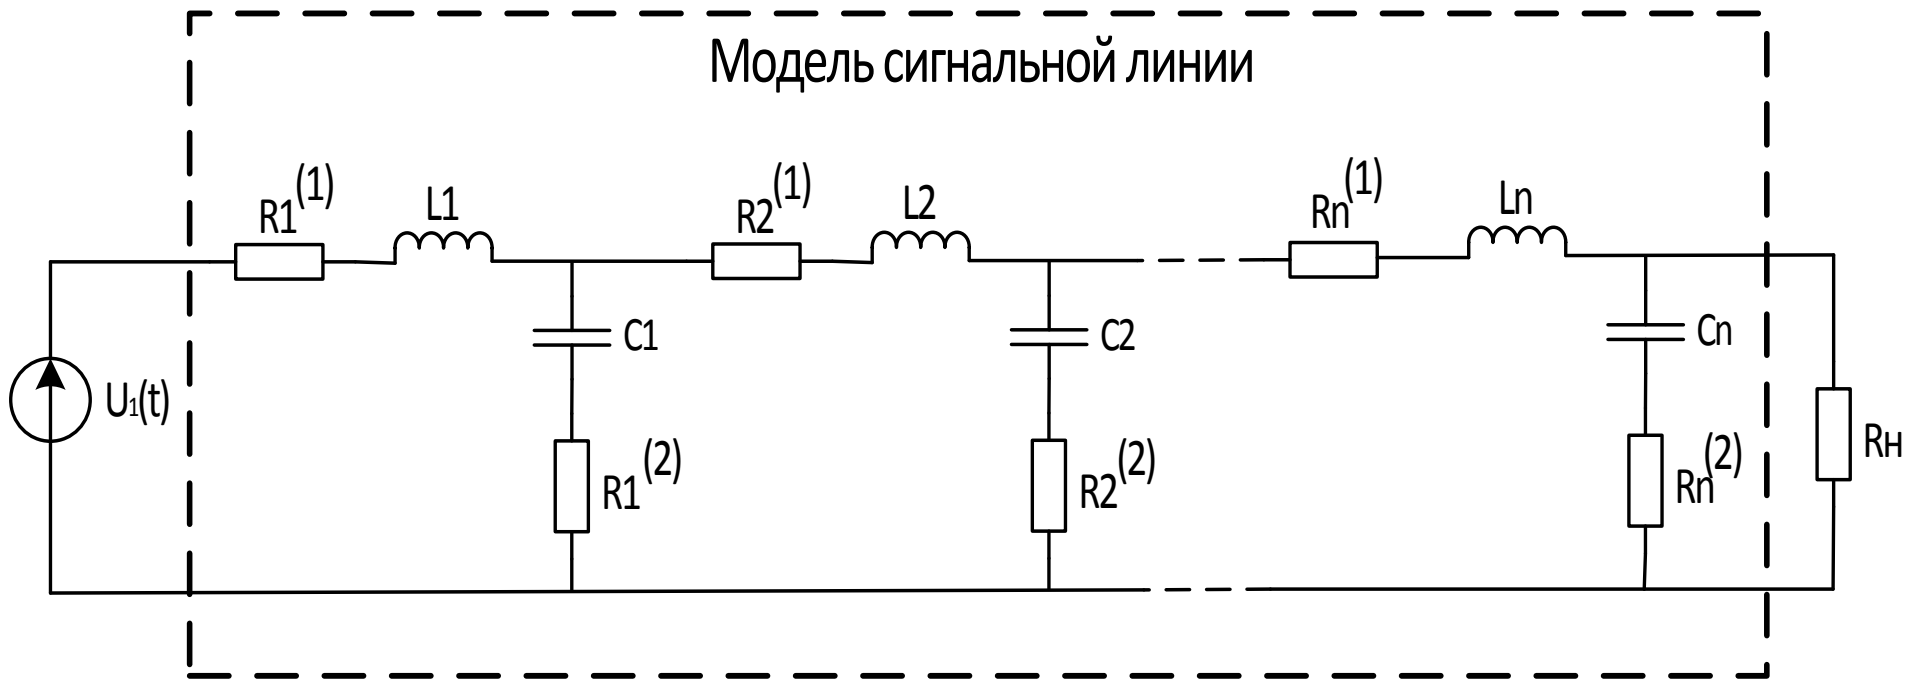 Модель сигнальной линии
R1(1)
L1
R2(1)
L2
Rn(1)
Ln
C1
C2
Cn
U1(t)
R1(2)
R2(2)
Rn(2)
Rн